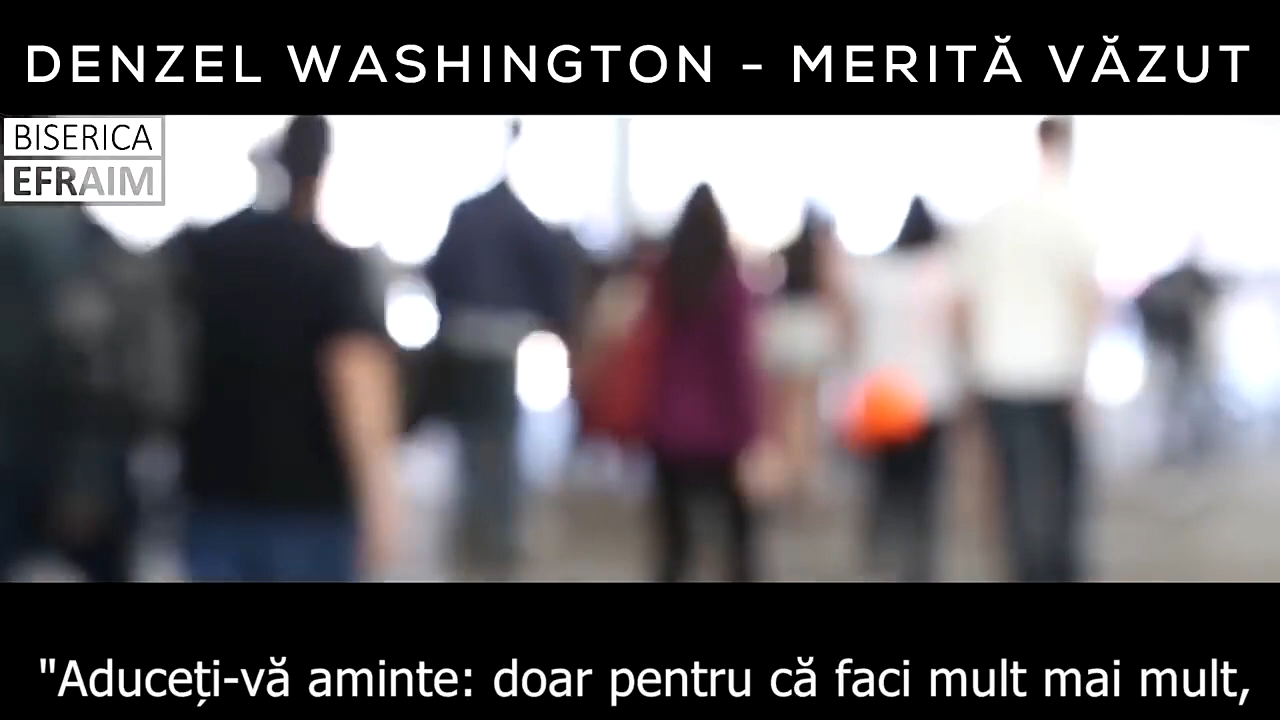 DENZEL WASHINGTON - MERITĂ VĂZUT
BISERICA
EFRAIM
"Aduceți-vă aminte: doar pentru că faci mult mai mult,